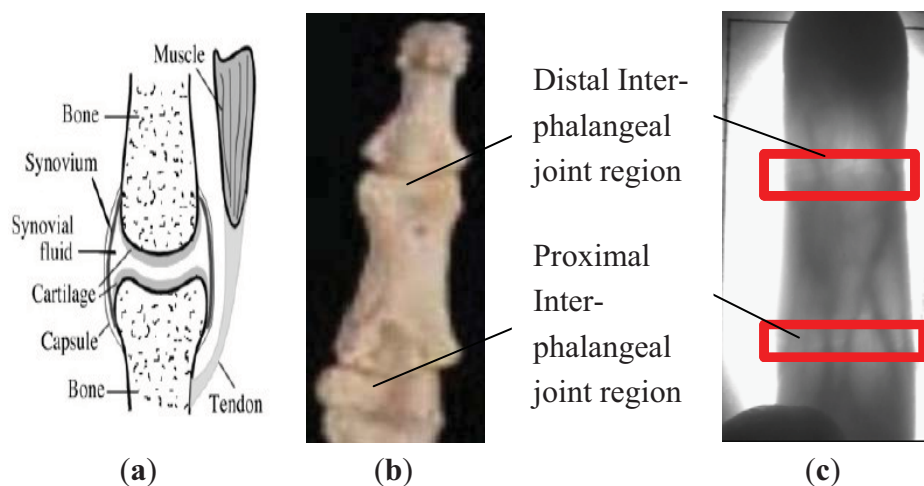 Muscle
Bone
Synovium
Synovial
fluid
Cartilage
Capsule
Bone
Tendon
Distal Inter-
phalangeal
joint region
Proximal
Inter-
phalangeal
joint region
(a)
(b)
(c)